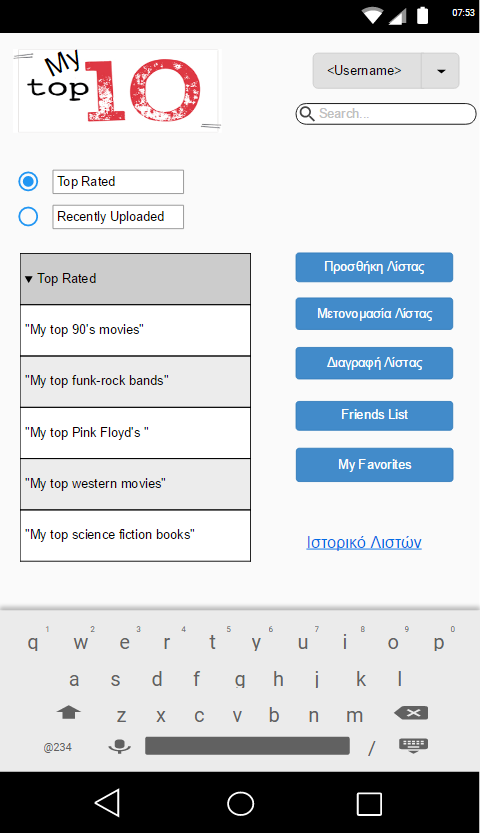 07:53
My
top 10
<Username>
Search...
Top Rated
Recently Uploaded
▼ Top Rated
"My top 90's movies"
"My top funk-rock bands"
"My top Pink Floyd's "
"My top western movies"
"My top science fiction books"
Προσθήκη Λίστας
Μετονομασία Λίστας
Διαγραφή Λίστας
Friends List
My Favorites
Ιστορικό Λιστών
1 2 3 4 5 6 7 8 9 0
q w e r t y u i o p
a s d f g h j k l
z x c v b n m
@234 /